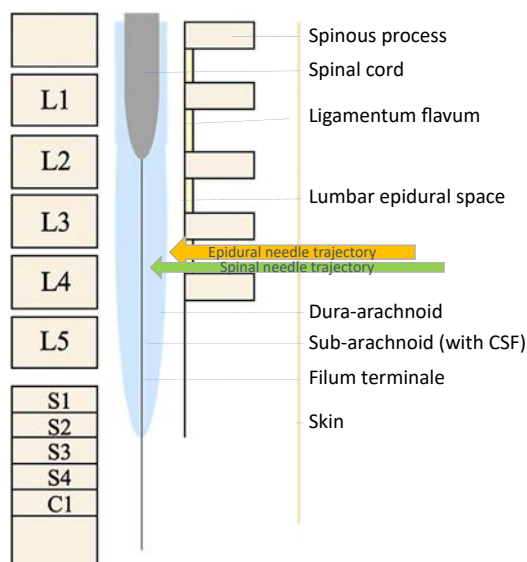 L1
L2
L3
L4
L5
S1
S2
S3
S4
C1
Spinous process
Spinal cord
Ligamentum flavum
Lumbar epidural space
Epidural needle trajectory
Spinal needle trajectory
Dura-arachnoid
Sub-arachnoid (with CSF)
Filum terminale
Skin